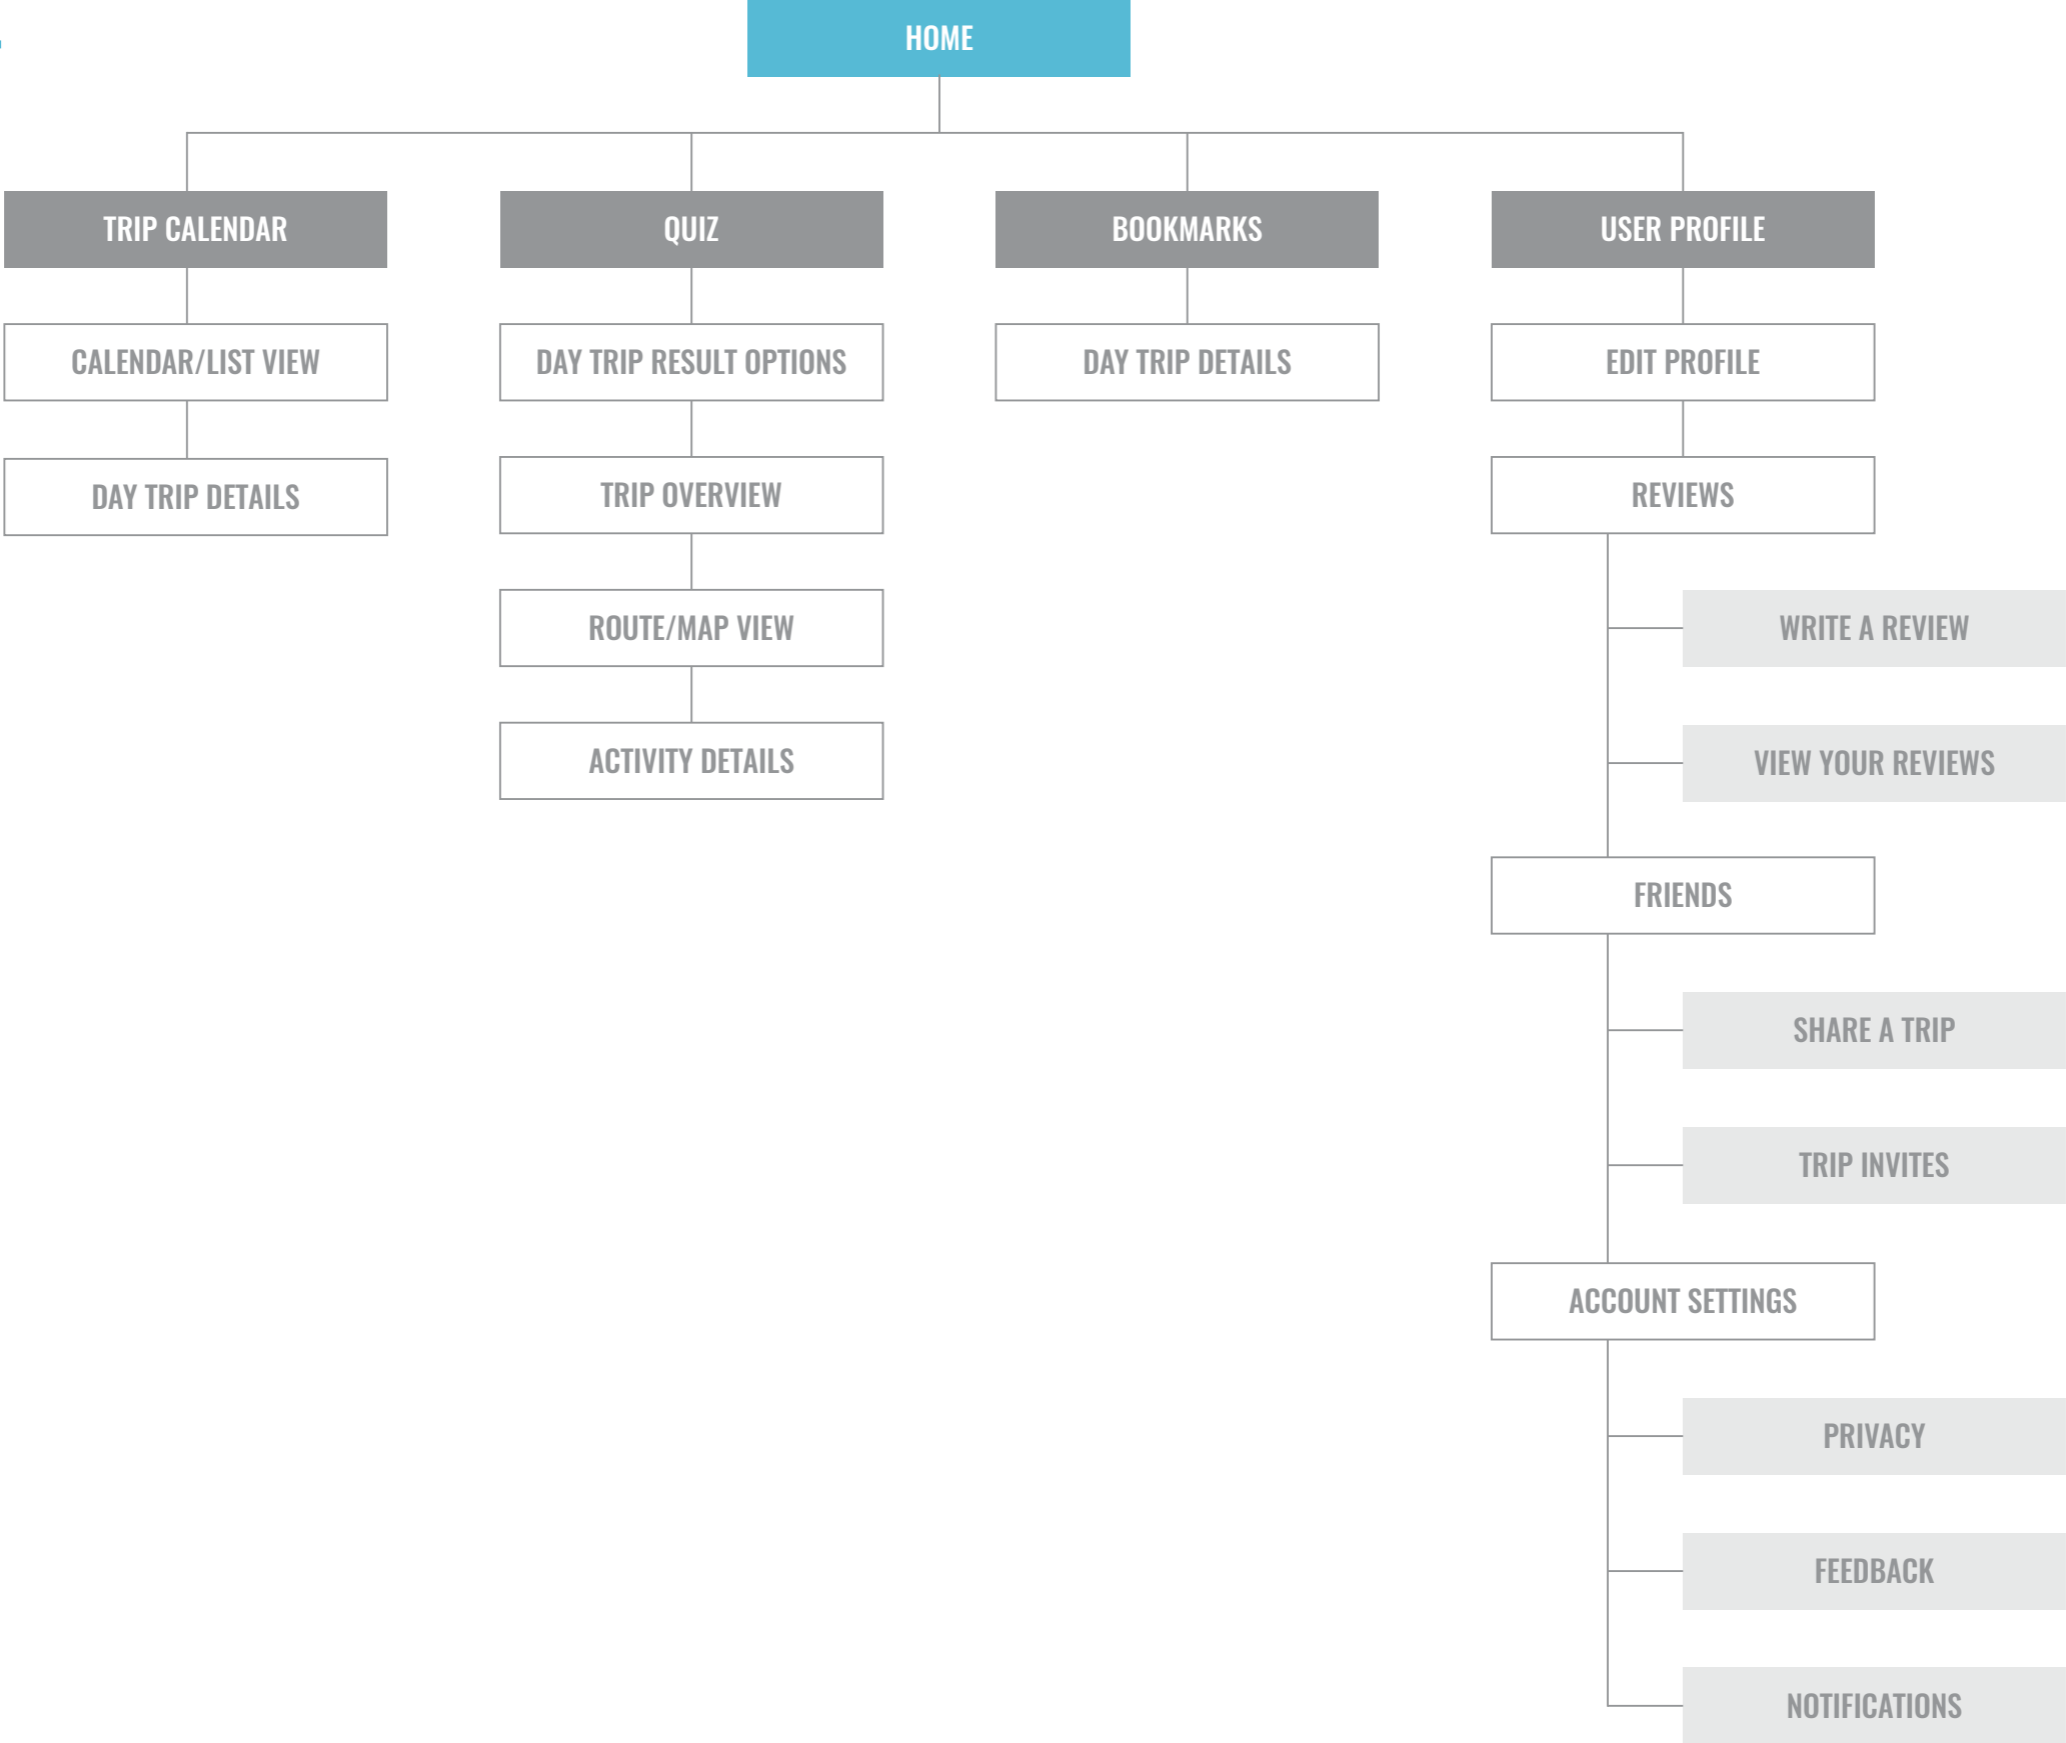 HOME
TRIP CALENDAR
CALENDAR/LIST VIEW
DAY TRIP DETAILS
QUIZ
DAY TRIP RESULT OPTIONS
TRIP OVERVIEW
ROUTE/MAP VIEW
ACTIVITY DETAILS
BOOKMARKS
DAY TRIP DETAILS
USER PROFILE
EDIT PROFILE
REVIEWS
WRITE A REVIEW
VIEW YOUR REVIEWS
FRIENDS
SHARE A TRIP
TRIP INVITES
ACCOUNT SETTINGS
PRIVACY
FEEDBACK
NOTIFICATIONS